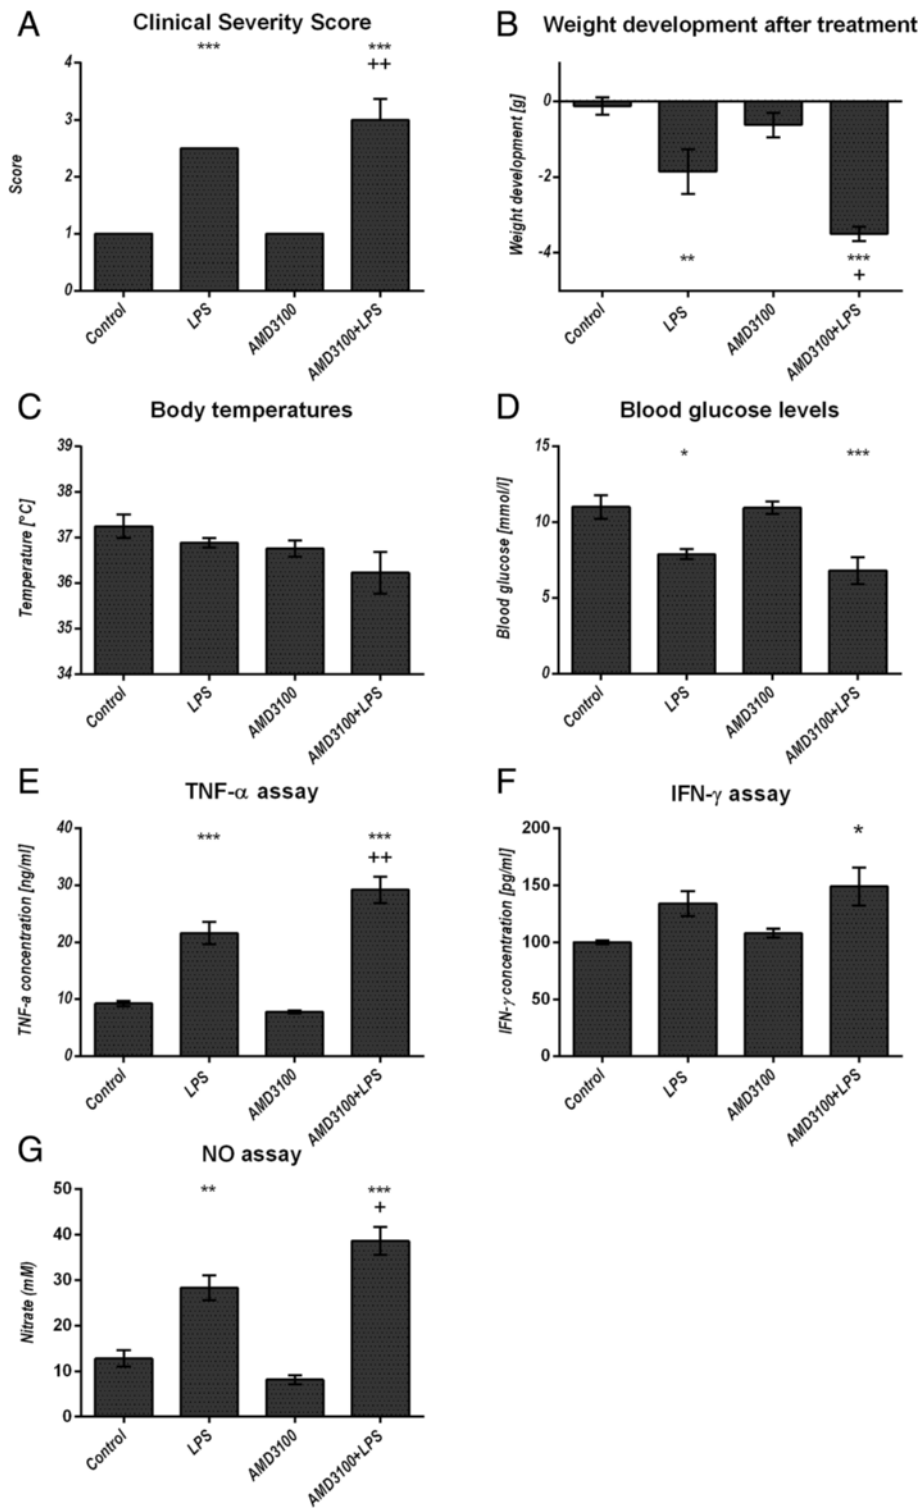 A
Clinical Severity Score
***
***
++
4
3
2
1
0
Score
Control
LPS
AMD3100
AMD3100+LPS
B
Weight development after treatment
0
-2
-4
Weight development [g]
**
***
+
Control
LPS
AMD3100
AMD3100+LPS
C
Body temperatures
39
38
37
36
35
34
Temperature [°C]
Control
LPS
AMD3100
AMD3100+LPS
D
Blood glucose levels
*
***
15
10
5
0
Blood glucose [mmol/l]
Control
LPS
AMD3100
AMD3100+LPS
E
TNF-α assay
***
***
++
40
30
20
10
0
TNF-a concentration [ng/ml]
Control
LPS
AMD3100
AMD3100+LPS
F
IFN-γ assay
*
200
150
100
50
0
IFN-γ concentration [pg/ml]
Control
LPS
AMD3100
AMD3100+LPS
G
NO assay
**
***
+
50
40
30
20
10
0
Nitrate (mM)
Control
LPS
AMD3100
AMD3100+LPS